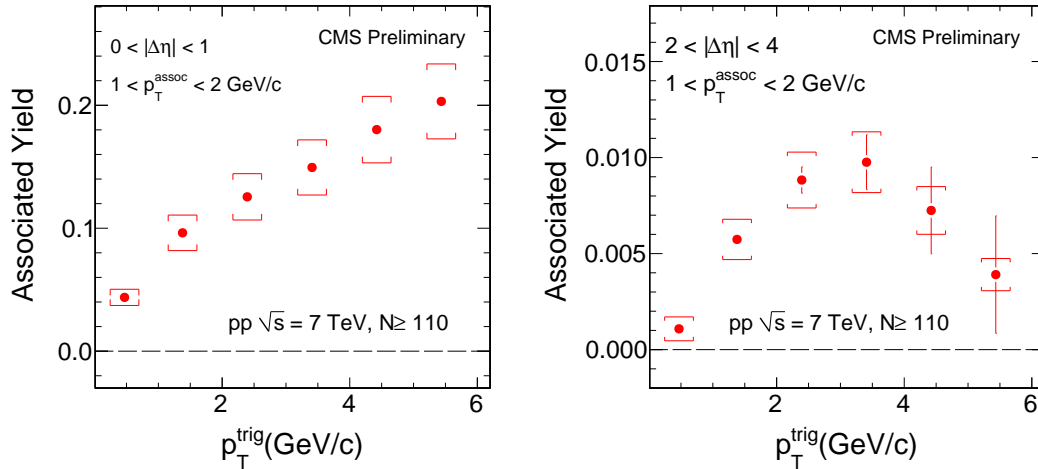 0 < |Δη| < 1
CMS Preliminary
1 < p_T^assoc < 2 GeV/c
Associated Yield
0.2
0.1
0.0
pp √s = 7 TeV, N≥ 110
2 4 6
p_T^trig(GeV/c)
2 < |Δη| < 4
CMS Preliminary
1 < p_T^assoc < 2 GeV/c
Associated Yield
0.015
0.010
0.005
0.000
pp √s = 7 TeV, N≥ 110
2 4 6
p_T^trig(GeV/c)